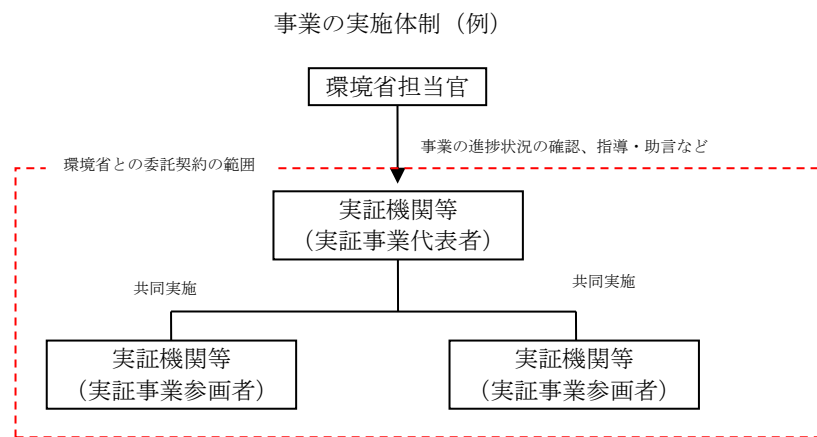 事業の実施体制（例）
環境省担当官
事業の進捗状況の確認、指導・助言など
環境省との委託契約の範囲
実証機関等
（実証事業代表者）
共同実施
共同実施
実証機関等
（実証事業参画者）
実証機関等
（実証事業参画者）